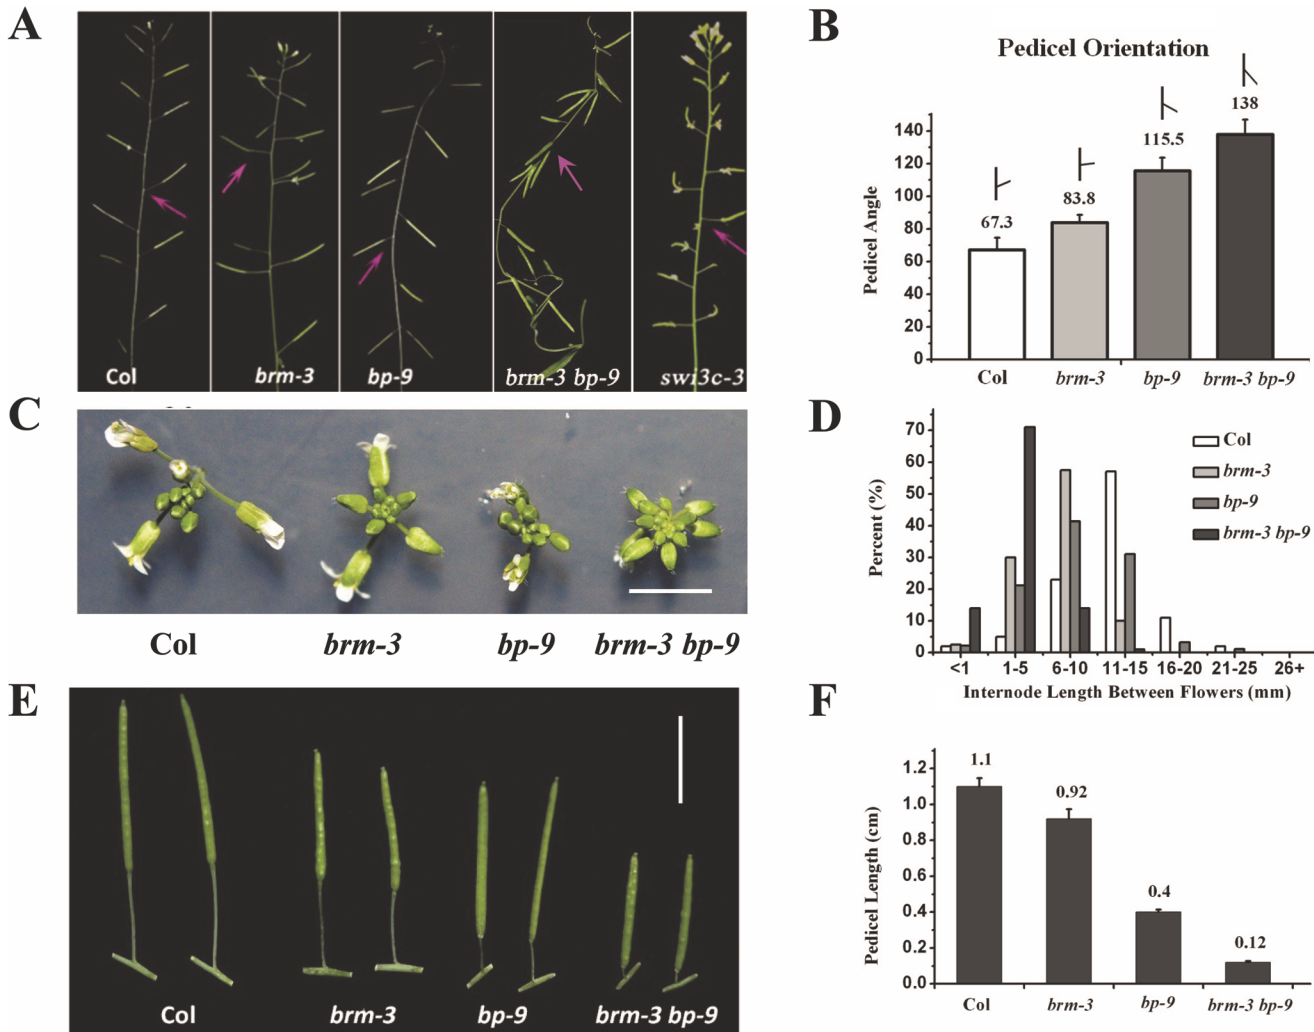 A
Col
brm-3
bp-9
brm-3 bp-9
swi3c-3
B
Pedicel Orientation
Pedicel Angle
140
120
100
80
60
40
20
0
67.3
83.8
115.5
138
Col
brm-3
bp-9
brm-3 bp-9
C
Col
brm-3
bp-9
brm-3 bp-9
D
Percent (%)
70
60
50
40
30
20
10
0
Col
brm-3
bp-9
brm-3 bp-9
<1
1-5
6-10
11-15
16-20
21-25
26+
Internode Length Between Flowers (mm)
E
Col
brm-3
bp-9
brm-3 bp-9
F
Pedicel Length (cm)
1.2
1.0
0.8
0.6
0.4
0.2
0.0
1.1
0.92
0.4
0.12
Col
brm-3
bp-9
brm-3 bp-9